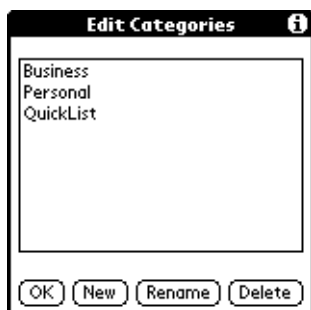 Edit Categories
Business
Personal
QuickList
OK New Rename Delete